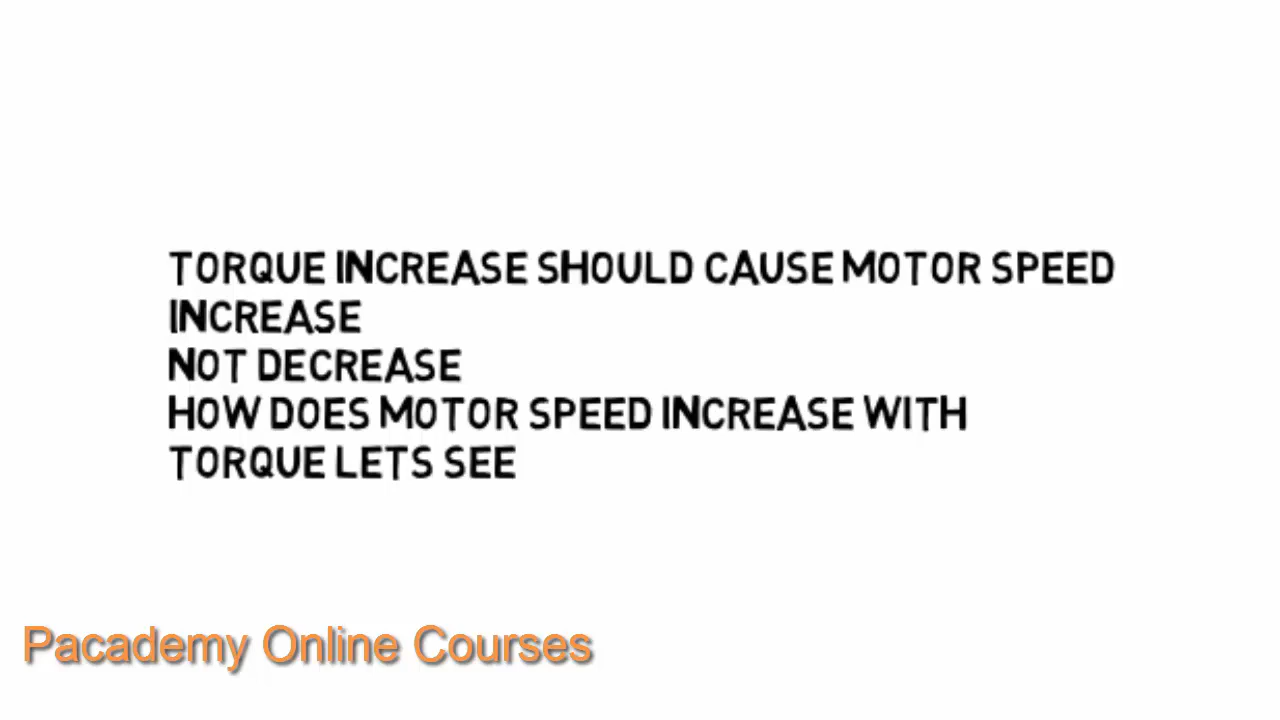 TORQUE INCREASE SHOULD CAUSE MOTOR SPEED
INCREASE
NOT DECREASE
HOW DOES MOTOR SPEED INCREASE WITH
TORQUE LETS SEE
Pacademy Online Courses